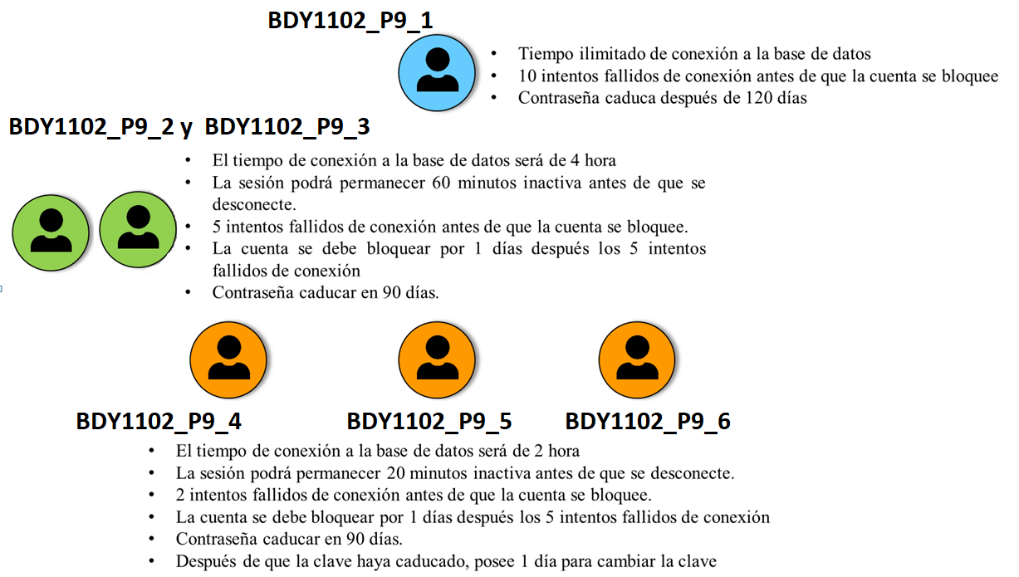 BDY1102_P9_1
• Tiempo ilimitado de conexión a la base de datos
• 10 intentos fallidos de conexión antes de que la cuenta se bloquee
• Contraseña caduca después de 120 días
BDY1102_P9_2 y BDY1102_P9_3
• El tiempo de conexión a la base de datos será de 4 hora
• La sesión podrá permanecer 60 minutos inactiva antes de que se
desconecte.
• 5 intentos fallidos de conexión antes de que la cuenta se bloquee.
• La cuenta se debe bloquear por 1 días después los 5 intentos
fallidos de conexión
• Contraseña caducar en 90 días.
BDY1102_P9_4 BDY1102_P9_5 BDY1102_P9_6
• El tiempo de conexión a la base de datos será de 2 hora
• La sesión podrá permanecer 20 minutos inactiva antes de que se desconecte.
• 2 intentos fallidos de conexión antes de que la cuenta se bloquee.
• La cuenta se debe bloquear por 1 días después los 5 intentos fallidos de conexión
• Contraseña caducar en 90 días.
• Después de que la clave haya caducado, posee 1 día para cambiar la clave